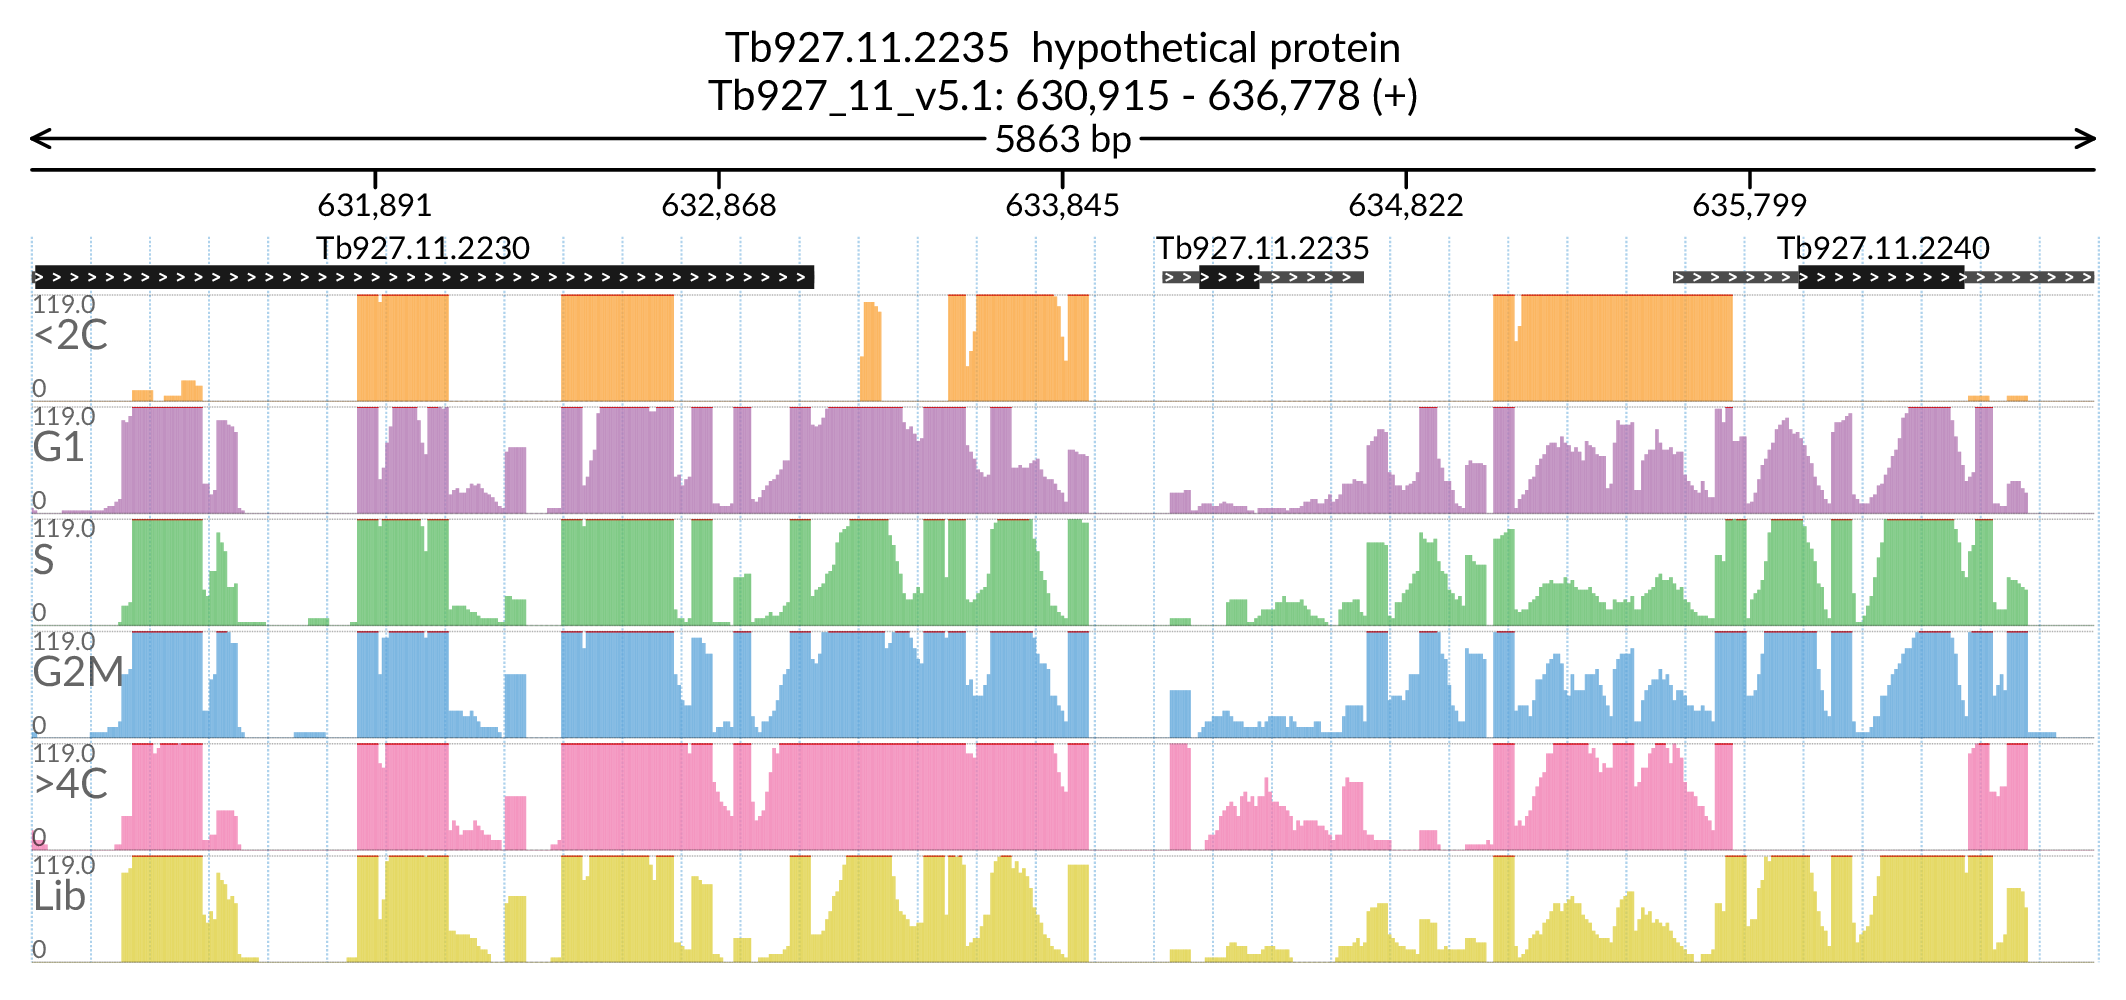 Tb927.11.2235 hypothetical protein
Tb927_11_v5.1: 630,915 - 636,778 (+)
5863 bp
631,891 632,868 633,845 634,822 635,799
Tb927.11.2230 Tb927.11.2235 Tb927.11.2240
119.0
<2C
0
119.0
G1
0
119.0
S
0
119.0
G2M
0
119.0
>4C
0
119.0
Lib
0